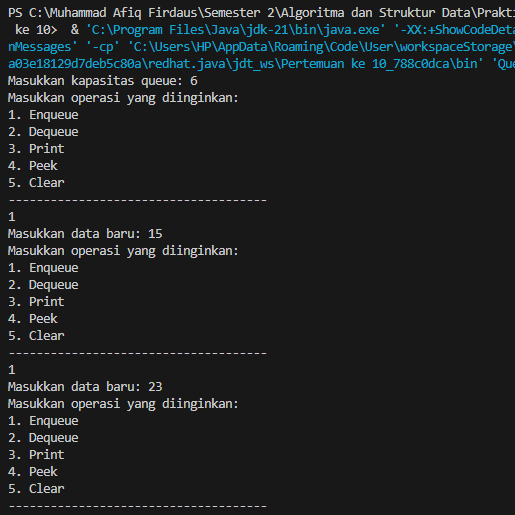 PS C:\Muhammad Afiq Firdaus\Semester 2\Algoritma dan Struktur Data\Prakti
ke 10>  & 'C:\Program Files\Java\jdk-21\bin\java.exe' '-XX:+ShowCodeDeta
nMessages' '-cp' 'C:\Users\HP\AppData\Roaming\Code\User\workspaceStorage\
a03e18129d7deb5c80a\redhat.java\jdt_ws\Pertemuan ke 10_788c0dca\bin' 'Que
Masukkan kapasitas queue: 6
Masukkan operasi yang diinginkan:
1. Enqueue
2. Dequeue
3. Print
4. Peek
5. Clear
-------------------------------------
1
Masukkan data baru: 15
Masukkan operasi yang diinginkan:
1. Enqueue
2. Dequeue
3. Print
4. Peek
5. Clear
-------------------------------------
1
Masukkan data baru: 23
Masukkan operasi yang diinginkan:
1. Enqueue
2. Dequeue
3. Print
4. Peek
5. Clear
-------------------------------------